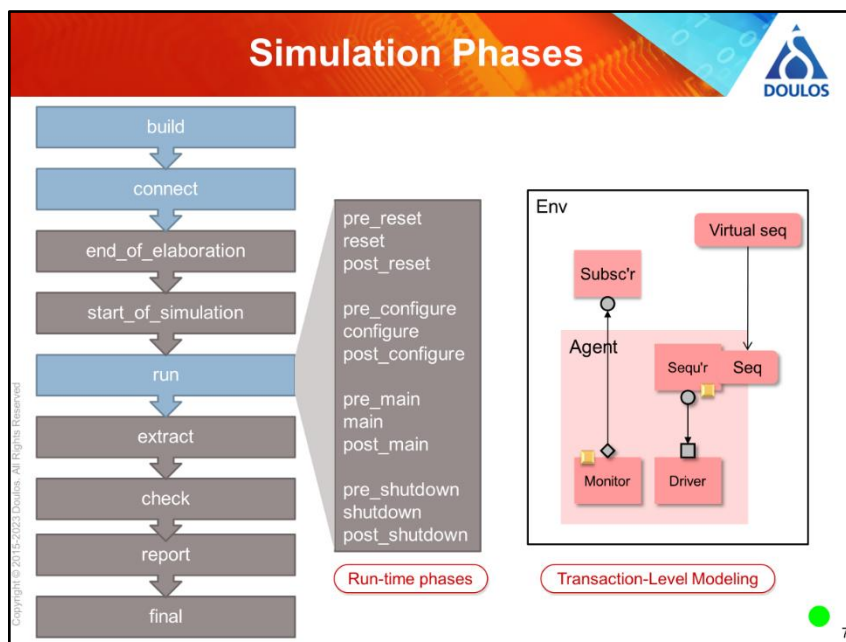 Simulation Phases
DOULOS
build
connect
end_of_elaboration
start_of_simulation
run
extract
check
report
final
pre_reset
reset
post_reset
pre_configure
configure
post_configure
pre_main
main
post_main
pre_shutdown
shutdown
post_shutdown
Run-time phases
Env
Virtual seq
Subsc'r
Agent
Sequ'r
Seq
Monitor
Driver
Transaction-Level Modeling
Copyright © 2015-2023 Doulos. All Rights Reserved
7